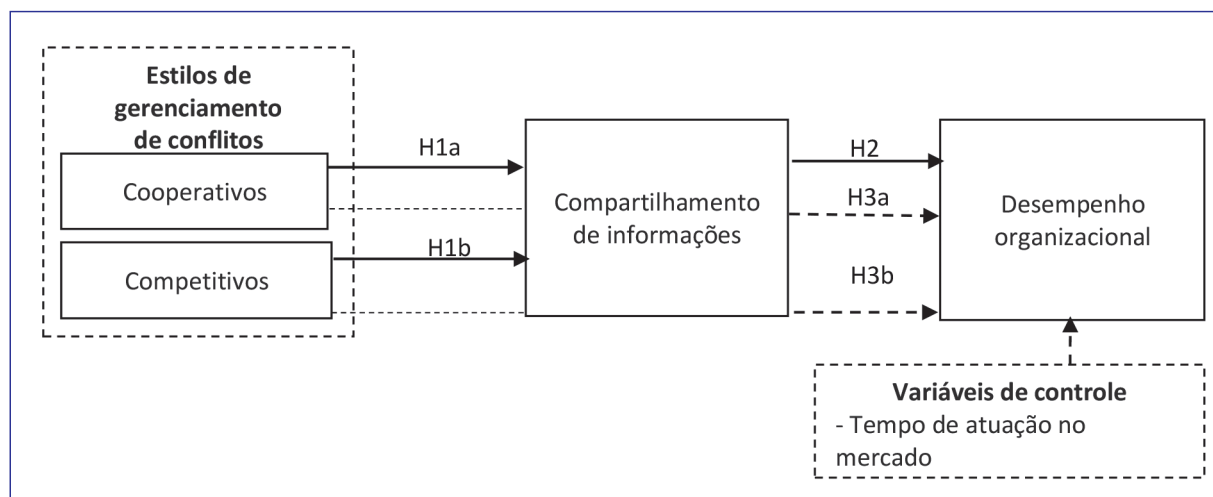 Estilos de
gerenciamento
de conflitos
Cooperativos
Competitivos
H1a
H1b
Compartilhamento
de informações
H2
H3a
H3b
Desempenho
organizacional
Variáveis de controle
- Tempo de atuação no
mercado